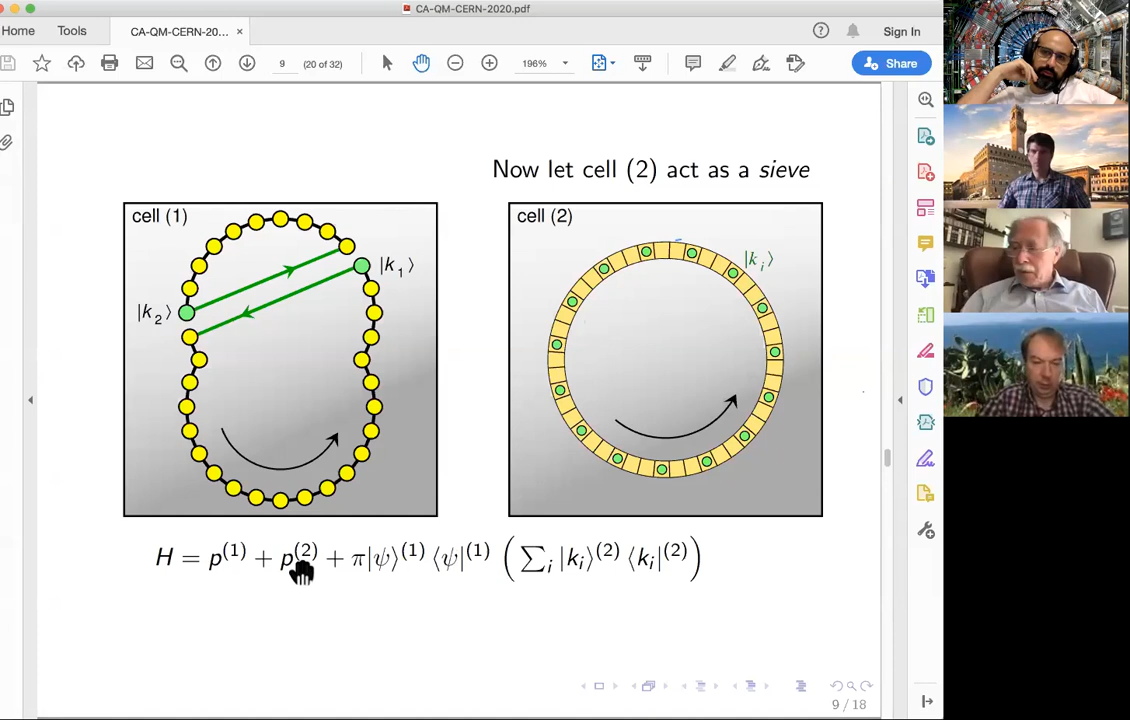 CA-QM-CERN-2020.pdf
Home Tools CA-QM-CERN-20... × Sign In
9 (20 of 32) 196% Share
Now let cell (2) act as a sieve
cell (1)
|k₁⟩
|k₂⟩
cell (2)
|kᵢ⟩
H = p⁽¹⁾ + p⁽²⁾ + π|ψ⟩⁽¹⁾ ⟨ψ|⁽¹⁾ (∑ᵢ |kᵢ⟩⁽²⁾ ⟨kᵢ|⁽²⁾)
9 / 18